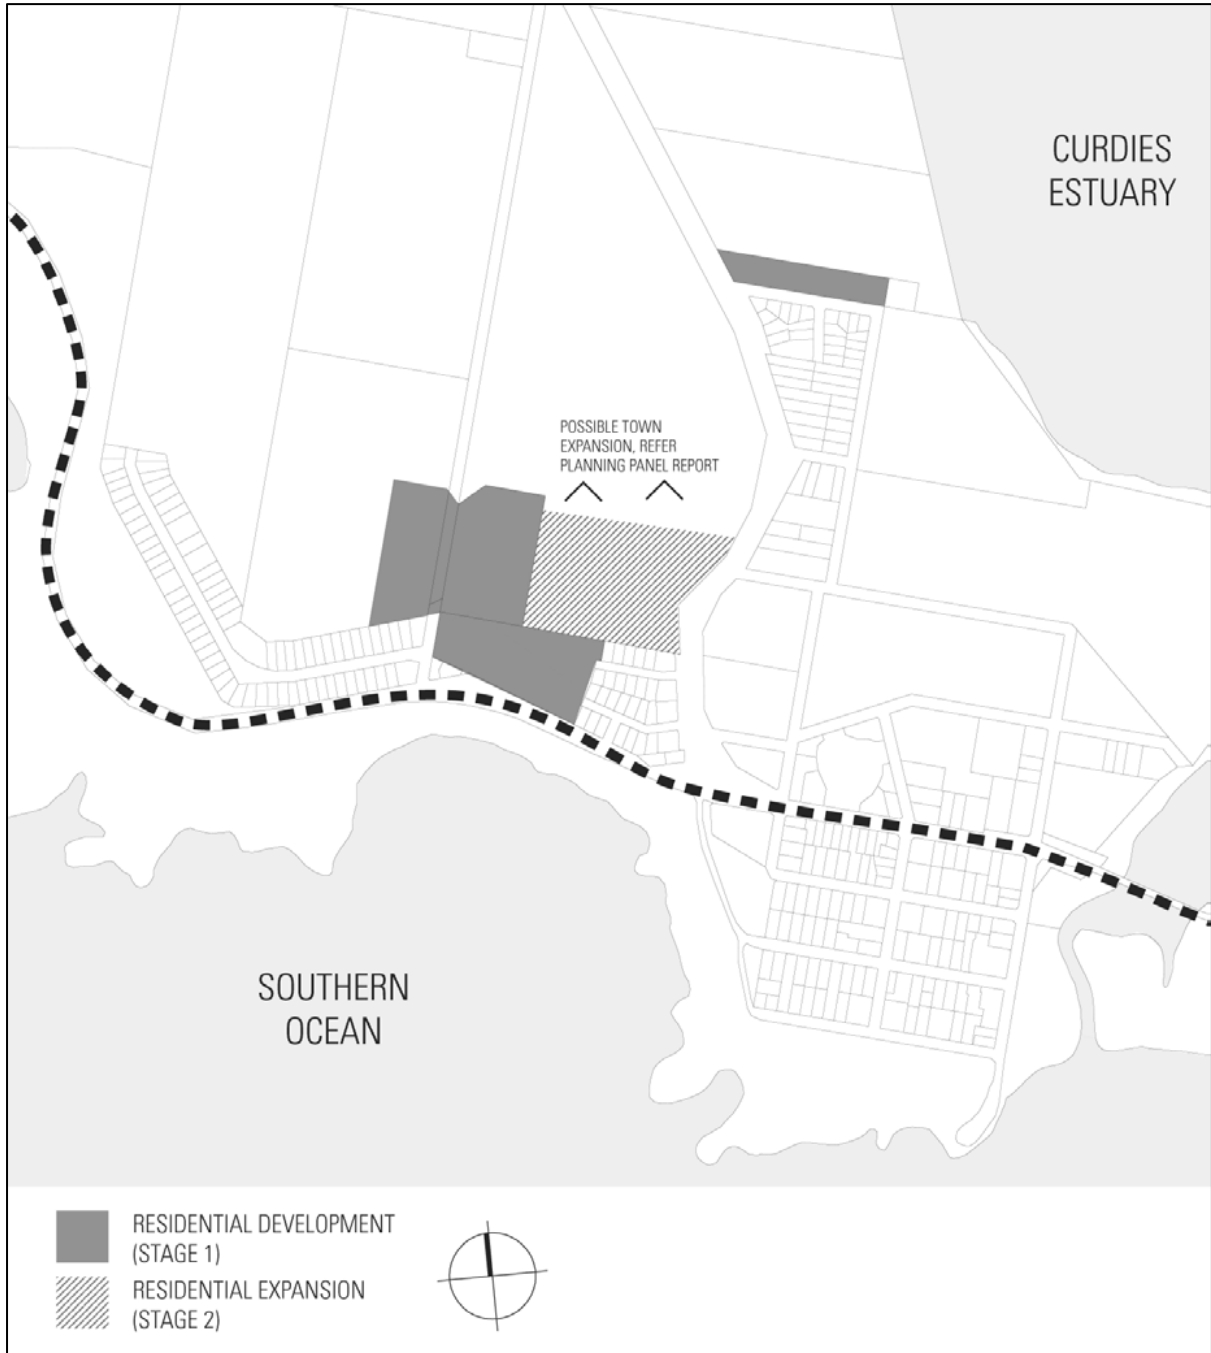 CURDIES
ESTUARY
POSSIBLE TOWN
EXPANSION, REFER
PLANNING PANEL REPORT
SOUTHERN
OCEAN
RESIDENTIAL DEVELOPMENT
(STAGE 1)
RESIDENTIAL EXPANSION
(STAGE 2)